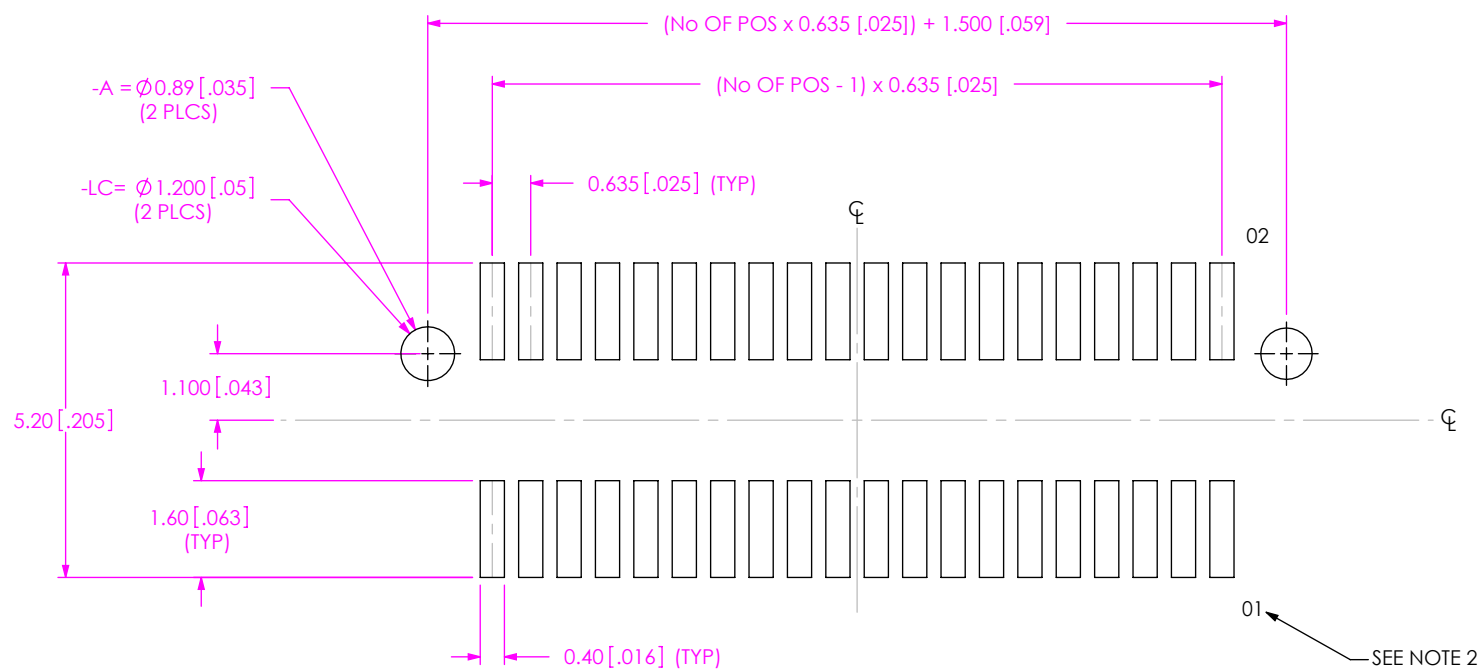 (No OF POS x 0.635 [.025]) + 1.500 [.059]
-A = Ø0.89 [.035]
(2 PLCS)
(No OF POS - 1) x 0.635 [.025]
-LC= Ø1.200 [.05]
(2 PLCS)
0.635 [.025] (TYP)
℄
02
1.100 [.043]
5.20 [.205]
℄
1.60 [.063]
(TYP)
01
0.40 [.016] (TYP)
SEE NOTE 2